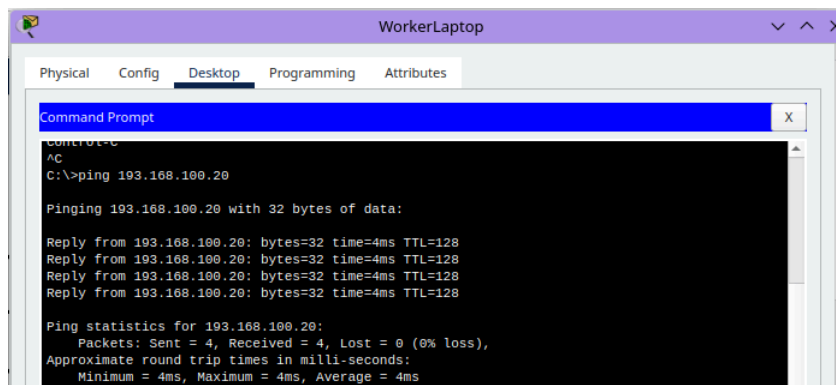 WorkerLaptop
Physical Config Desktop Programming Attributes
Command Prompt X
Control-C
^C
C:\>ping 193.168.100.20
Pinging 193.168.100.20 with 32 bytes of data:
Reply from 193.168.100.20: bytes=32 time=4ms TTL=128
Reply from 193.168.100.20: bytes=32 time=4ms TTL=128
Reply from 193.168.100.20: bytes=32 time=4ms TTL=128
Reply from 193.168.100.20: bytes=32 time=4ms TTL=128
Ping statistics for 193.168.100.20:
Packets: Sent = 4, Received = 4, Lost = 0 (0% loss),
Approximate round trip times in milli-seconds:
Minimum = 4ms, Maximum = 4ms, Average = 4ms